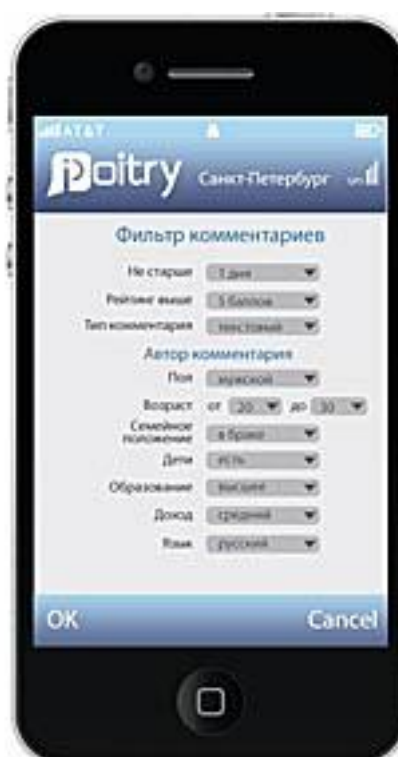 AT&T
Poitry Санкт-Петербург GPS
Фильтр комментариев
Не старше 1 дня
Рейтинг выше 5 баллов
Тип комментария текстовый
Автор комментария
Пол мужской
Возраст от 20 до 30
Семейное
положение в браке
Дети есть
Образование высшее
Доход средний
Язык русский
OK Cancel